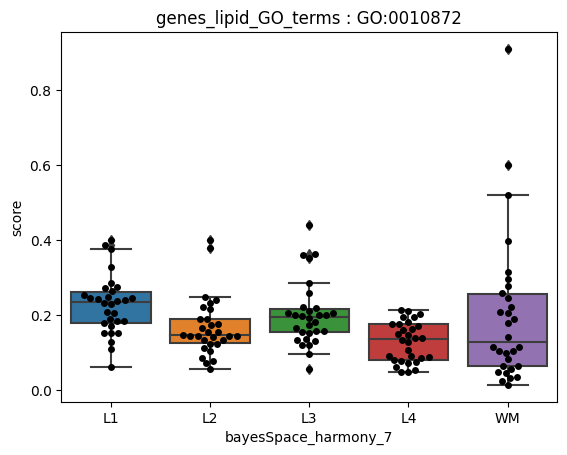 genes_lipid_GO_terms : GO:0010872
score
0.8
0.6
0.4
0.2
0.0
L1 L2 L3 L4 WM
bayesSpace_harmony_7